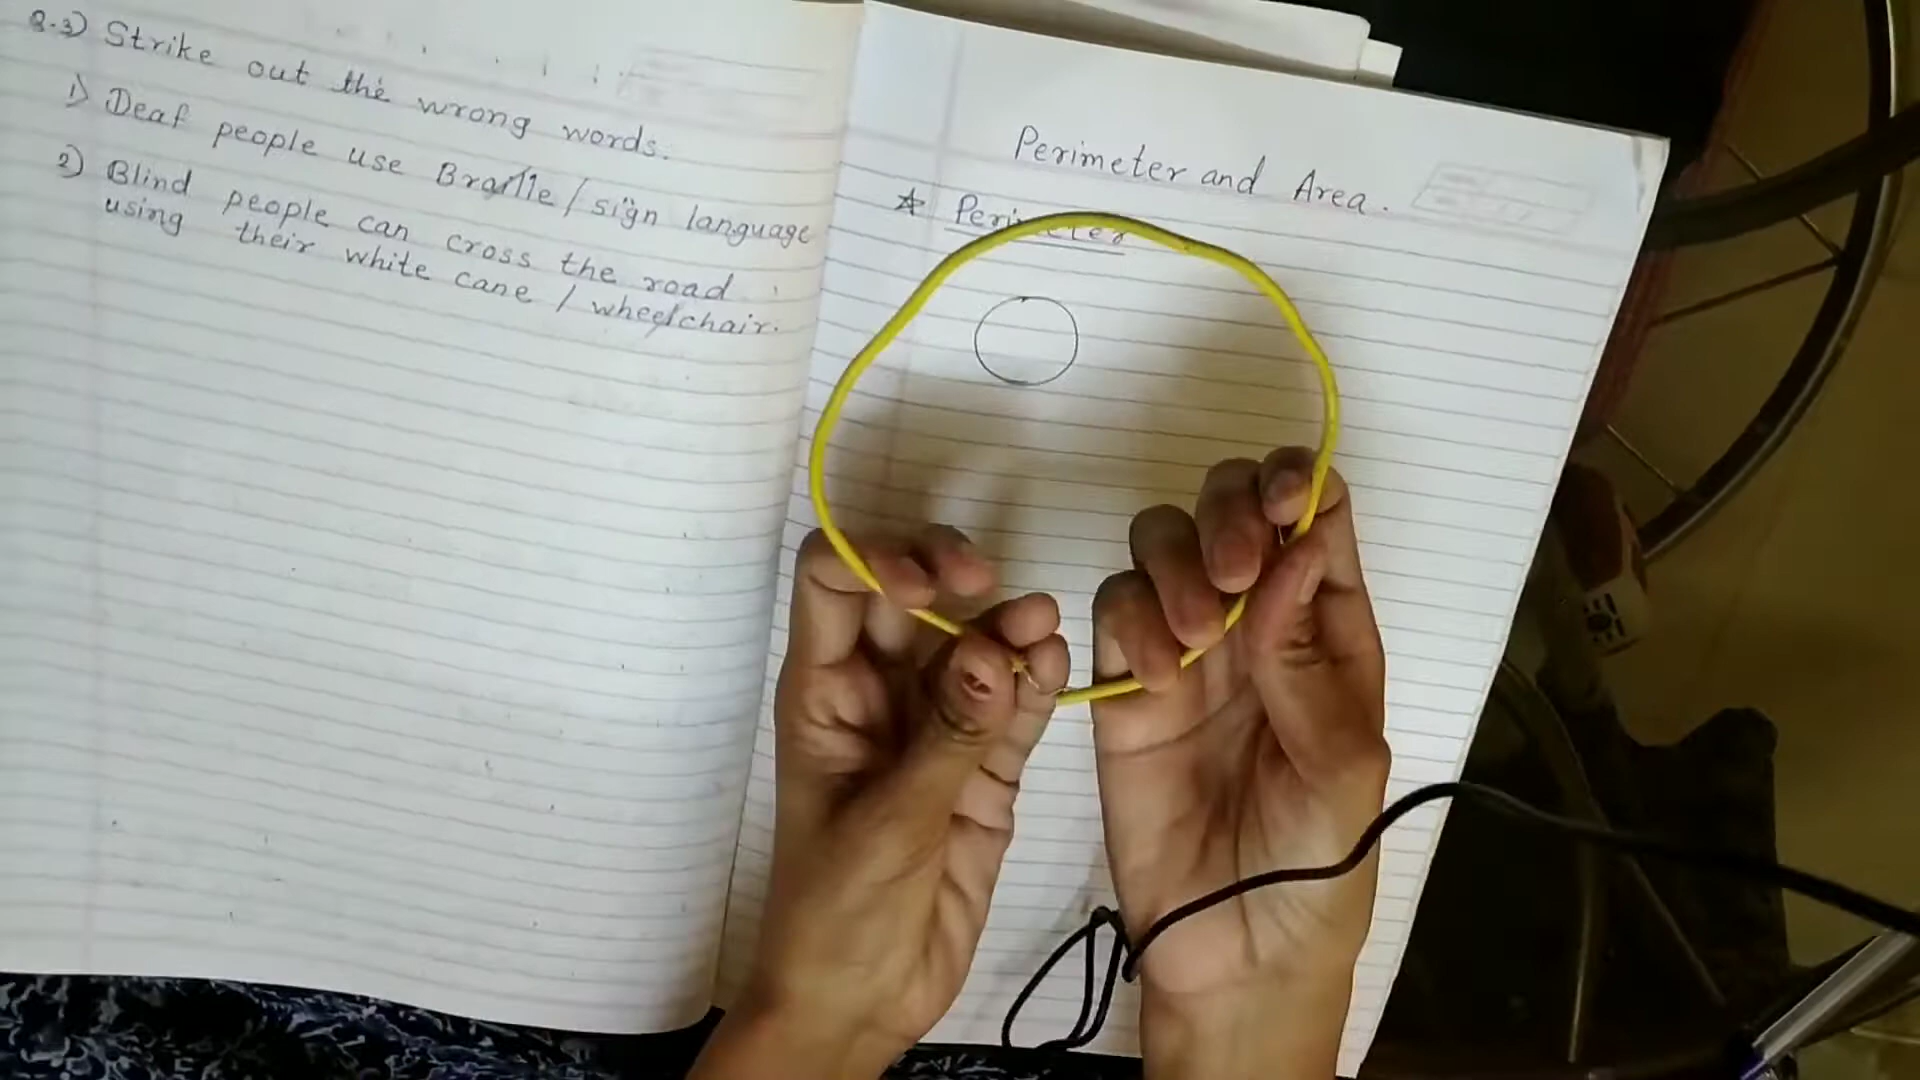 Q.3) Strike out the wrong words.
1) Deaf people use Braille / sign language
2) Blind people can cross the road
using their white cane / wheelchair.
Perimeter and Area.
☆ Perimeter